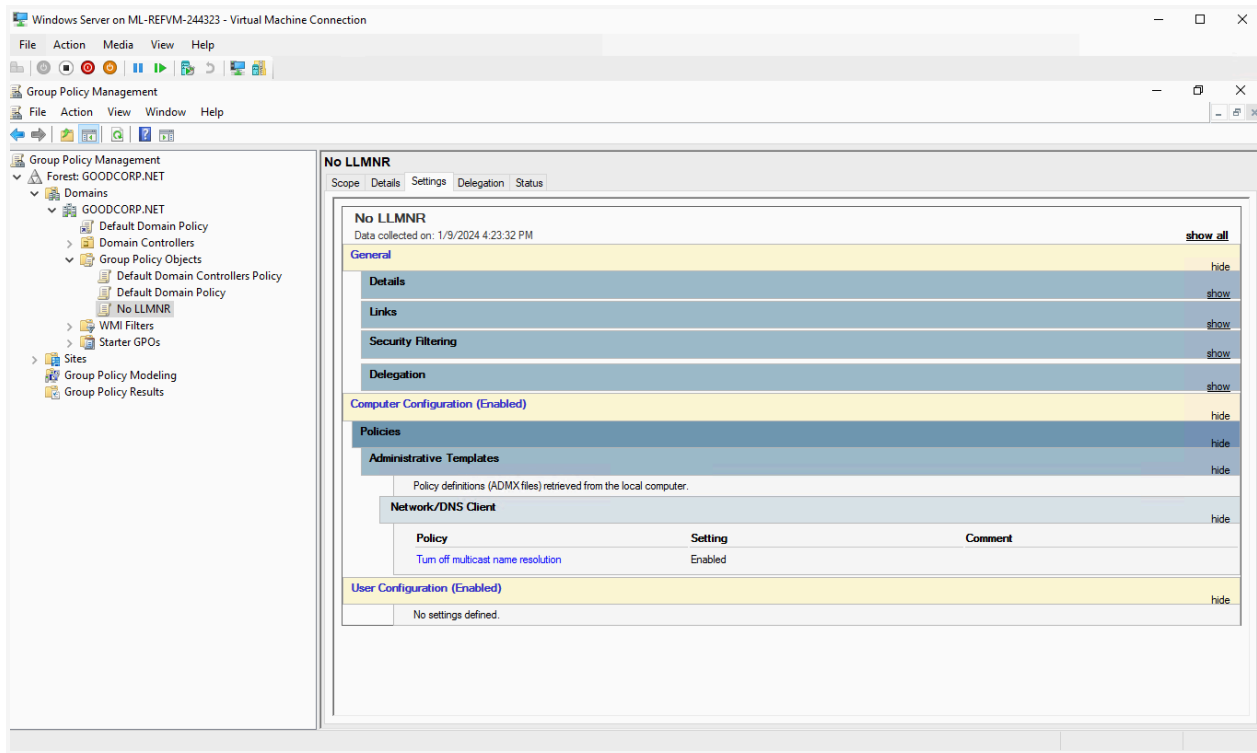 Windows Server on ML-REFVM-244323 - Virtual Machine Connection
File Action Media View Help
Group Policy Management
File Action View Window Help
Group Policy Management
Forest: GOODCORP.NET
Domains
GOODCORP.NET
Default Domain Policy
Domain Controllers
Group Policy Objects
Default Domain Controllers Policy
Default Domain Policy
No LLMNR
WMI Filters
Starter GPOs
Sites
Group Policy Modeling
Group Policy Results
No LLMNR
Scope Details Settings Delegation Status
No LLMNR
Data collected on: 1/9/2024 4:23:32 PM show all
General hide
Details show
Links show
Security Filtering show
Delegation show
Computer Configuration (Enabled) hide
Policies hide
Administrative Templates hide
Policy definitions (ADMX files) retrieved from the local computer.
Network/DNS Client hide
Policy Setting Comment
Turn off multicast name resolution Enabled
User Configuration (Enabled) hide
No settings defined.